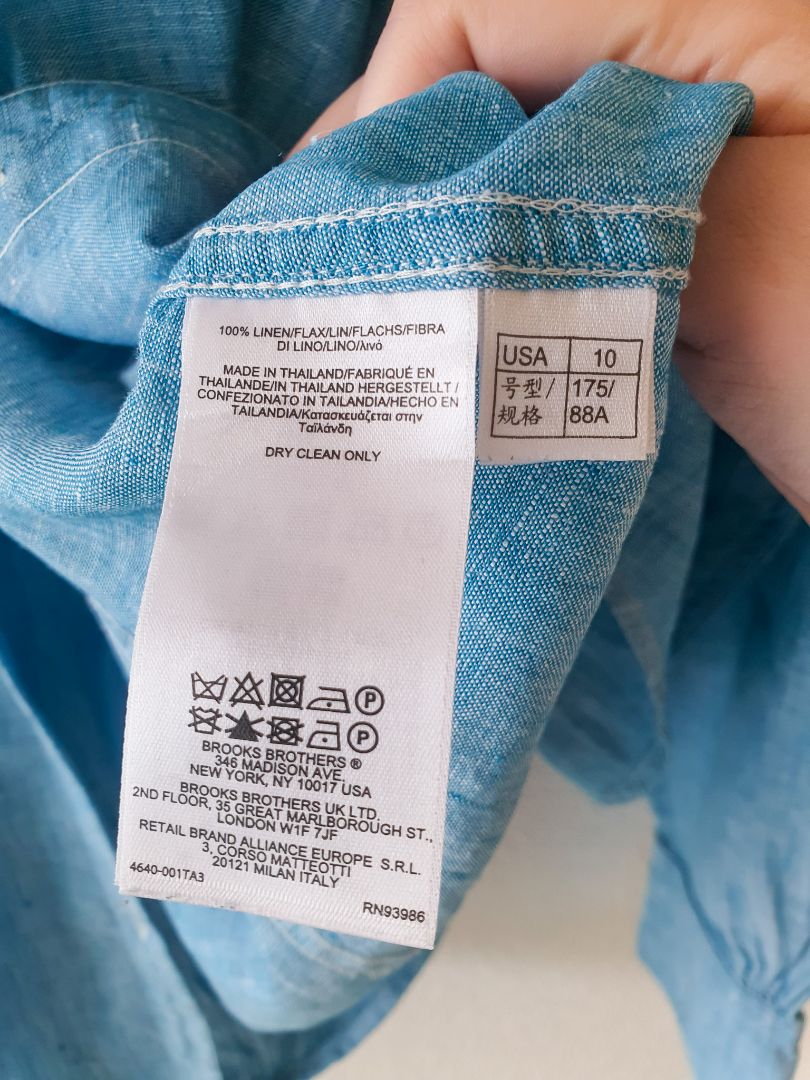 100% LINEN/FLAX/LIN/FLACHS/FIBRA
DI LINO/LINO/λινό
MADE IN THAILAND/FABRIQUÉ EN
THAILANDE/IN THAILAND HERGESTELLT/
CONFEZIONATO IN TAILANDIA/HECHO EN
TAILANDIA/Κατασκευάζεται στην
Ταϊλάνδη
DRY CLEAN ONLY
P
P
BROOKS BROTHERS ®
346 MADISON AVE.
NEW YORK, NY 10017 USA
BROOKS BROTHERS UK LTD.
2ND FLOOR, 35 GREAT MARLBOROUGH ST.,
LONDON W1F 7JF
RETAIL BRAND ALLIANCE EUROPE S.R.L.
3, CORSO MATTEOTTI
20121 MILAN ITALY
4640-001TA3
RN93986
USA 10
号型/ 175/
规格 88A